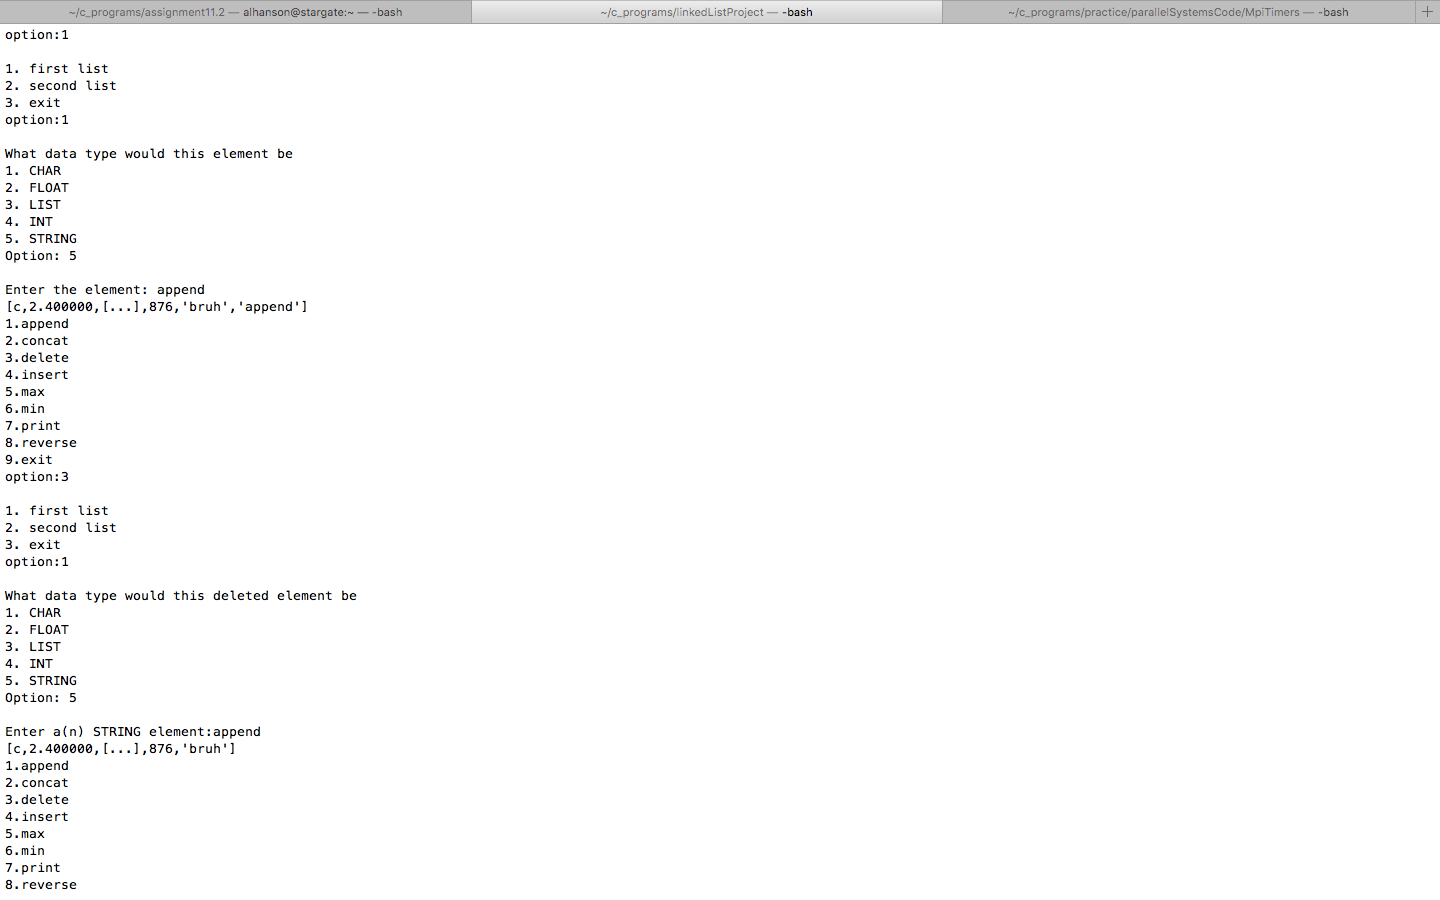 ~/c_programs/assignment11.2 — alhanson@stargate:~ — -bash
~/c_programs/linkedListProject — -bash
~/c_programs/practice/parallelSystemsCode/MpiTimers — -bash
+
option:1
1. first list
2. second list
3. exit
option:1
What data type would this element be
1. CHAR
2. FLOAT
3. LIST
4. INT
5. STRING
Option: 5
Enter the element: append
[c,2.400000,[...],876,'bruh','append']
1.append
2.concat
3.delete
4.insert
5.max
6.min
7.print
8.reverse
9.exit
option:3
1. first list
2. second list
3. exit
option:1
What data type would this deleted element be
1. CHAR
2. FLOAT
3. LIST
4. INT
5. STRING
Option: 5
Enter a(n) STRING element:append
[c,2.400000,[...],876,'bruh']
1.append
2.concat
3.delete
4.insert
5.max
6.min
7.print
8.reverse